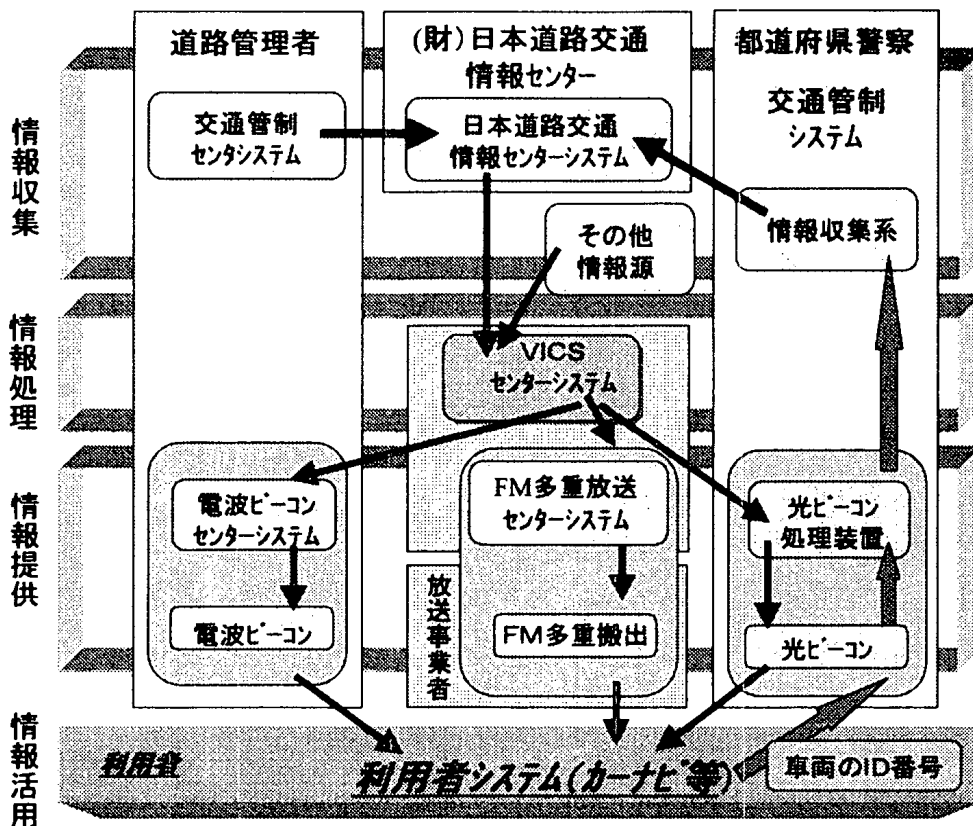 道路管理者
(財)日本道路交通
情報センター
都道府県警察
交通管制
システム
情報収集
交通管制
センタシステム
日本道路交通
情報センターシステム
情報収集系
その他
情報源
情報処理
VICS
センターシステム
情報提供
電波ビーコン
センターシステム
FM多重放送
センターシステム
光ビーコン
処理装置
放送事業者
電波ビーコン
FM多重搬出
光ビーコン
情報活用
利用者
利用者システム(カーナビ等)
車両のID番号